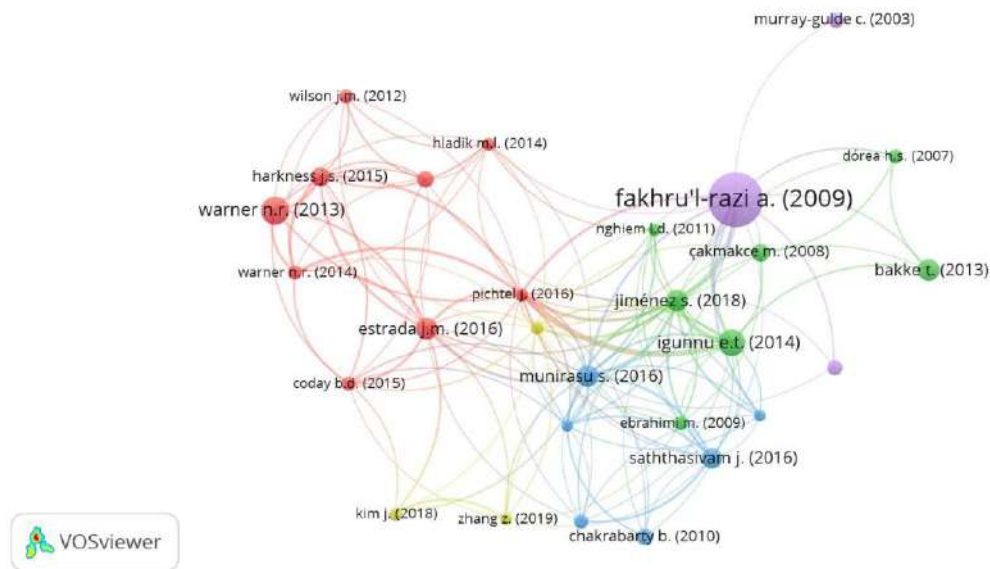 murray-gulde c. (2003)
wilson j.m. (2012)
hladik m.l. (2014)
dórea h.s. (2007)
harkness j.s. (2015)
fakhru'l-razi a. (2009)
warner n.r. (2013)
nghiem l.d. (2011)
çakmakce m. (2008)
bakke t. (2013)
warner n.r. (2014)
pichtel j. (2016)
jiménez s. (2018)
estrada j.m. (2016)
igunnu e.t. (2014)
munirasu s. (2016)
coday b.d. (2015)
ebrahimi m. (2009)
saththasivam j. (2016)
kim j. (2018)
zhang z. (2019)
chakrabarty b. (2010)
VOSviewer